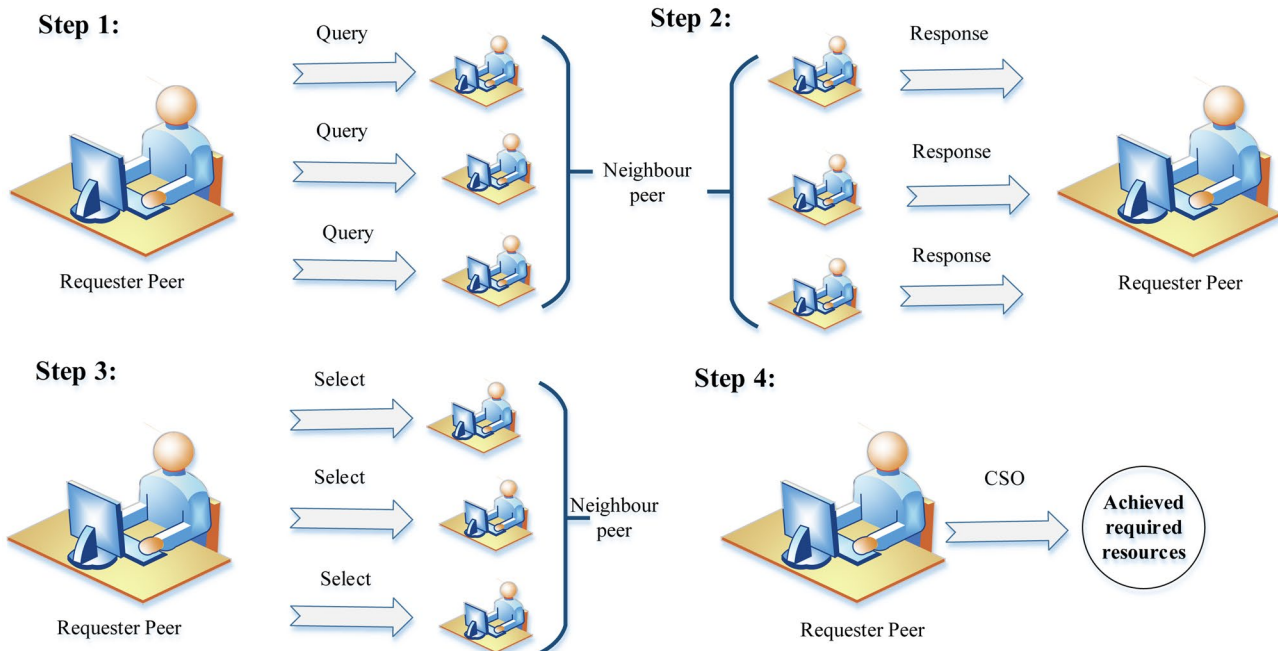 Step 1:
Query
Query
Query
Requester Peer
Neighbour
peer
Step 2:
Response
Response
Response
Requester Peer
Step 3:
Select
Select
Select
Requester Peer
Neighbour
peer
Step 4:
CSO
Achieved
required
resources
Requester Peer